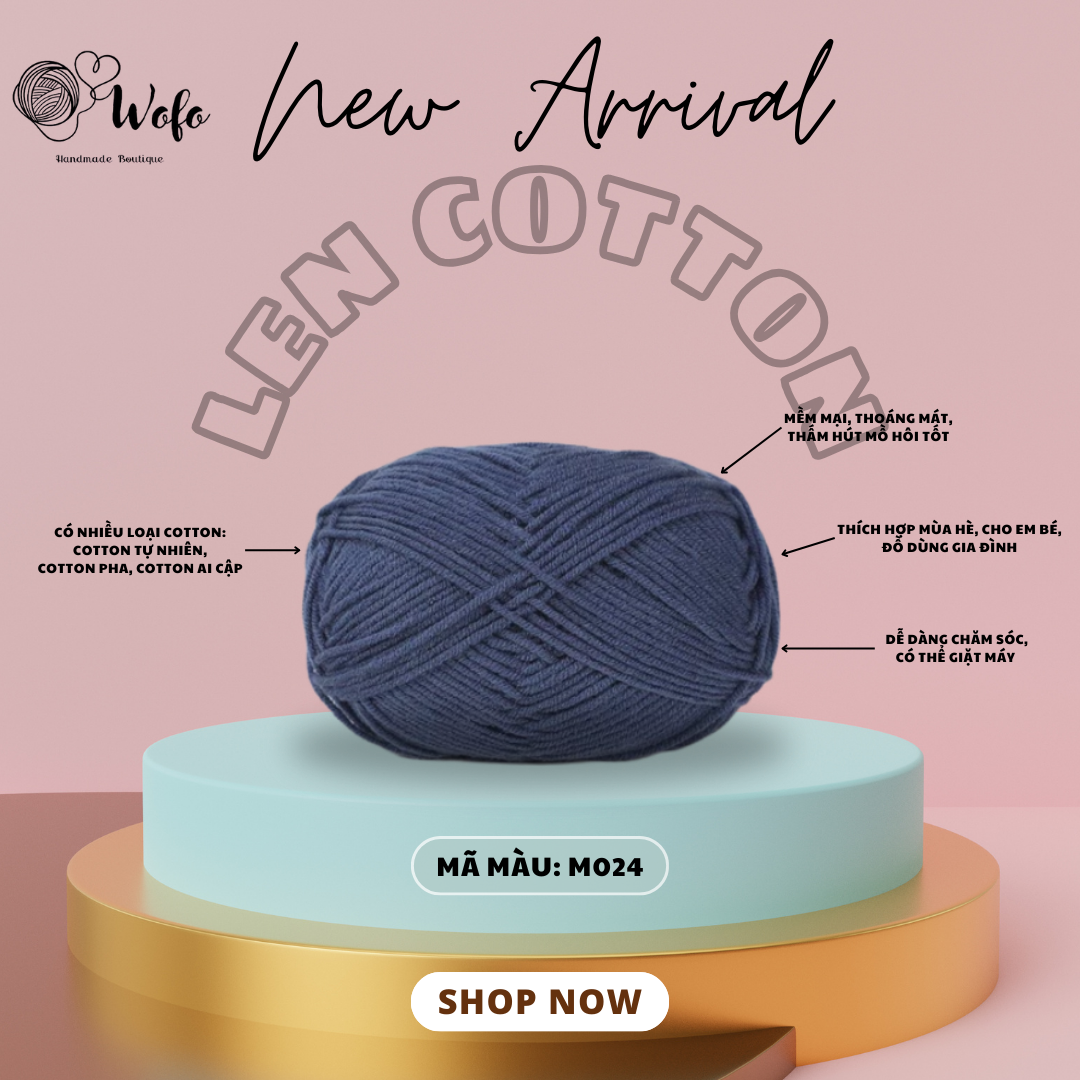 Wofo
Handmade Boutique
New Arrival
LEN COTTON
MỀM MẠI, THOÁNG MÁT,
THẤM HÚT MỒ HÔI TỐT
CÓ NHIỀU LOẠI COTTON:
COTTON TỰ NHIÊN,
COTTON PHA, COTTON AI CẬP
THÍCH HỢP MÙA HÈ, CHO EM BÉ,
ĐỒ DÙNG GIA ĐÌNH
DỄ DÀNG CHĂM SÓC,
CÓ THỂ GIẶT MÁY
MÃ MÀU: M024
SHOP NOW